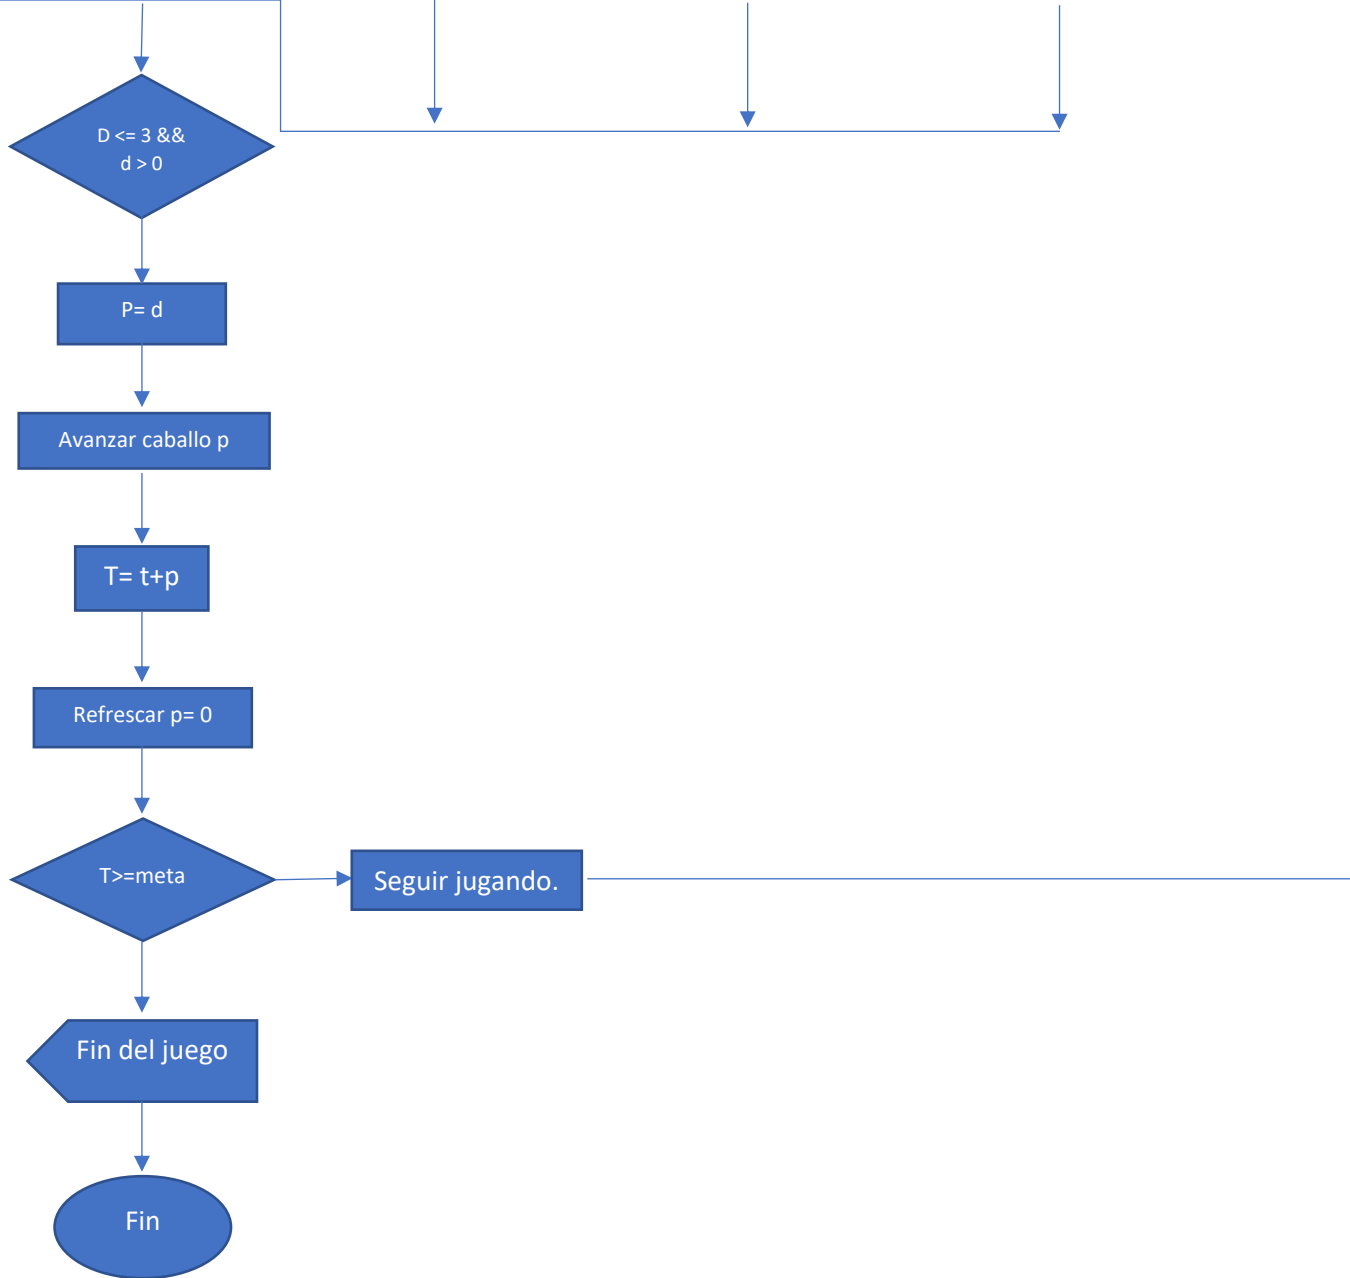 D <= 3 &&
d > 0
P= d
Avanzar caballo p
T= t+p
Refrescar p= 0
T>=meta
Seguir jugando.
Fin del juego
Fin